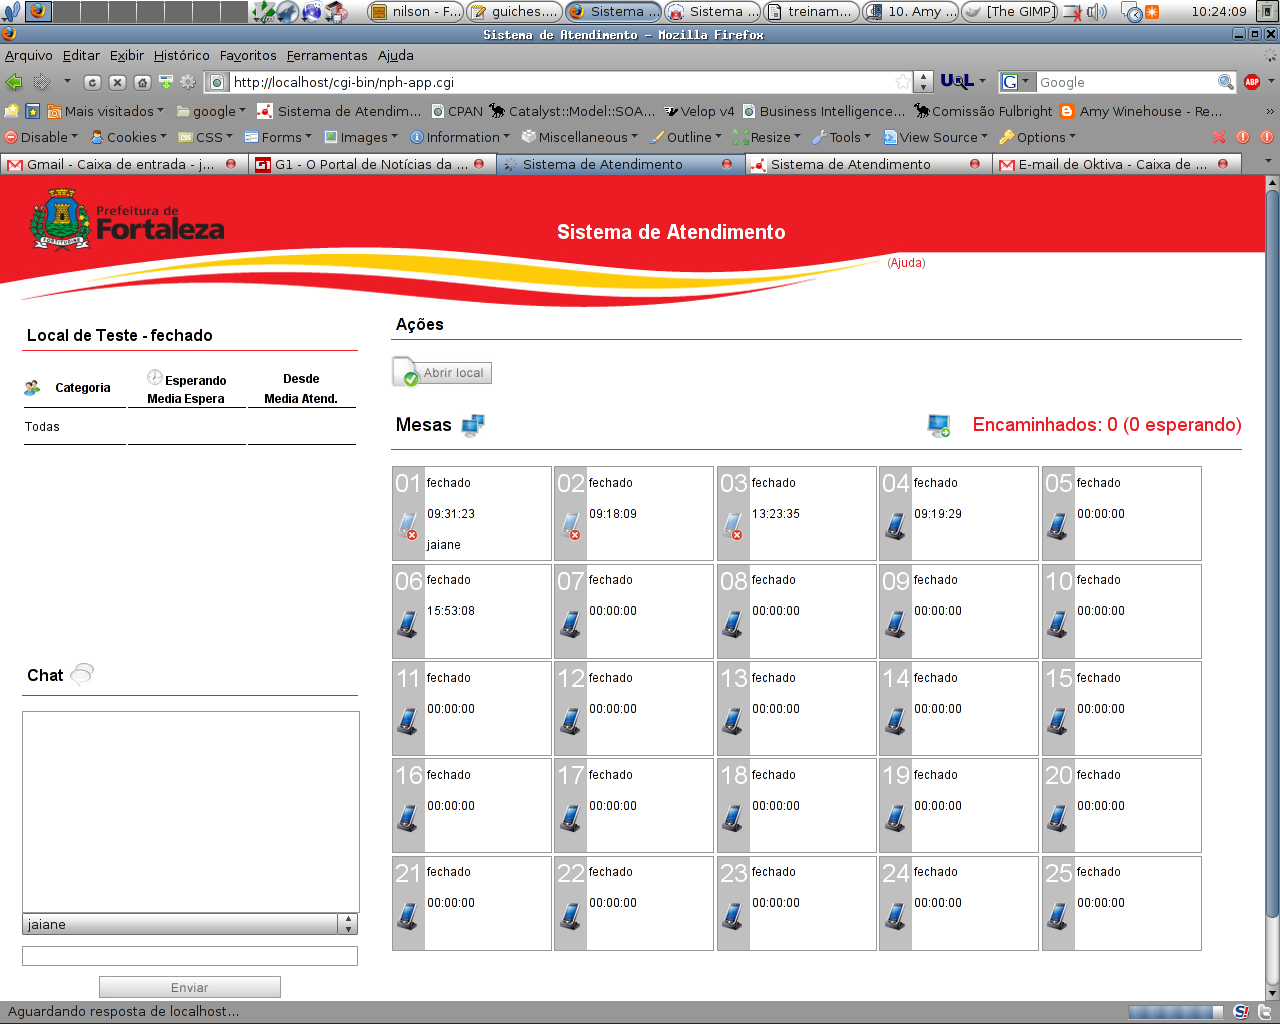 nilson - F...
guiches....
Sistema ...
Sistem ...
treinam...
10. Amy ...
[The GIMP]
10:24:09
Sistema de Atendimento - Mozilla Firefox
Arquivo Editar Exibir Histórico Favoritos Ferramentas Ajuda
http://localhost/cgi-bin/nph-app.cgi
Google
ABP
Mais visitados
google
Sistema de Atendim...
CPAN
Catalyst::Model::SOA...
Velop v4
Business Intelligence...
Comissão Fulbright
Amy Winehouse - Re...
Disable Cookies CSS Forms Images Information Miscellaneous Outline Resize Tools View Source Options
Gmail - Caixa de entrada - j...
G1 - O Portal de Notícias da ...
Sistema de Atendimento
Sistema de Atendimento
E-mail de Oktiva - Caixa de ...
Prefeitura de
Fortaleza
Sistema de Atendimento
(Ajuda)
Local de Teste - fechado
Categoria
Esperando
Media Espera
Desde
Media Atend.
Todas
Chat
jaiane
Enviar
Ações
Abrir local
Mesas
Encaminhados: 0 (0 esperando)
01 fechado
09:31:23
jaiane
02 fechado
09:18:09
03 fechado
13:23:35
04 fechado
09:19:29
05 fechado
00:00:00
06 fechado
15:53:08
07 fechado
00:00:00
08 fechado
00:00:00
09 fechado
00:00:00
10 fechado
00:00:00
11 fechado
00:00:00
12 fechado
00:00:00
13 fechado
00:00:00
14 fechado
00:00:00
15 fechado
00:00:00
16 fechado
00:00:00
17 fechado
00:00:00
18 fechado
00:00:00
19 fechado
00:00:00
20 fechado
00:00:00
21 fechado
00:00:00
22 fechado
00:00:00
23 fechado
00:00:00
24 fechado
00:00:00
25 fechado
00:00:00
Aguardando resposta de localhost...